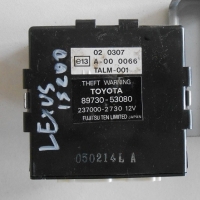 e13
02 0307
A-00 0066
TALM-001
THEFT WARNING
TOYOTA
89730-53080
237000-2730 12V
FUJITSU TEN LIMITED JAPAN
LEXUS
IS200
050214L A